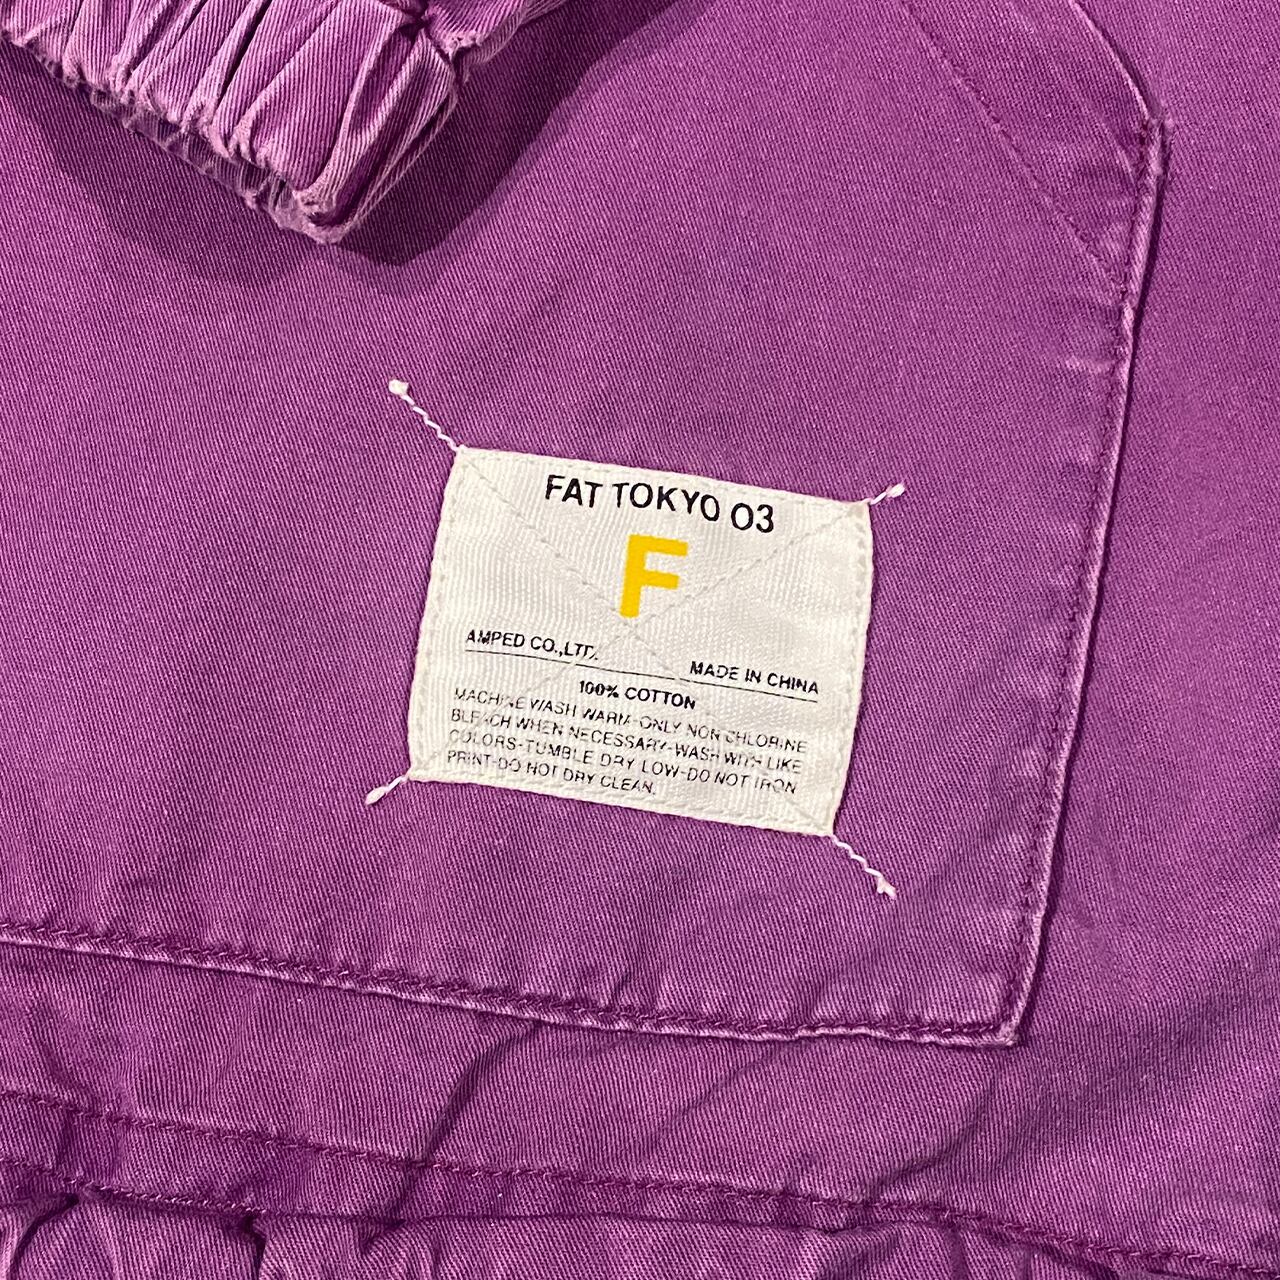 FAT TOKYO 03
F
AMPED CO.,LTD.
MADE IN CHINA
100% COTTON
MACHINE WASH WARM-ONLY NON CHLORINE
BLEACH WHEN NECESSARY-WASH WITH LIKE
COLORS-TUMBLE DRY LOW-DO NOT IRON
PRINT-DO NOT DRY CLEAN.